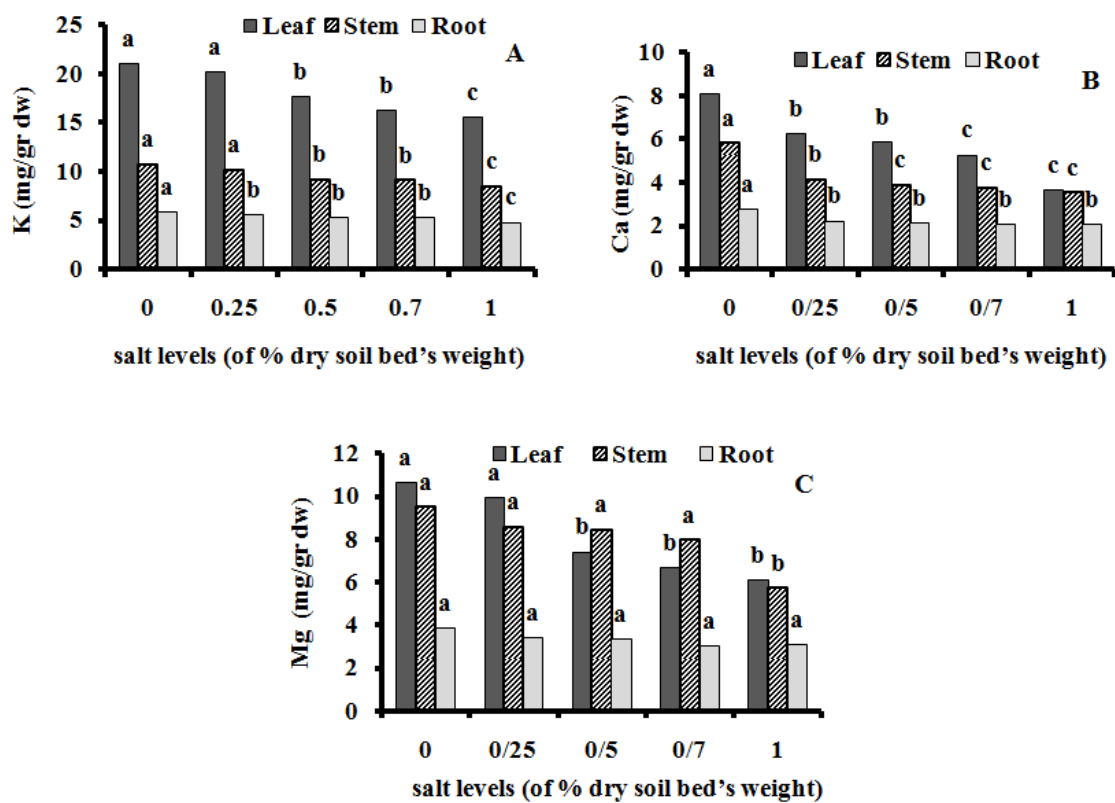 Leaf Stem Root
A
K (mg/gr dw)
25
20
15
10
5
0
a a a
a a b
b b b
b b b
c c c
0 0.25 0.5 0.7 1
salt levels (of % dry soil bed's weight)
Leaf Stem Root
B
Ca (mg/gr dw)
10
8
6
4
2
0
a a a
b b b
b c b
c c b
c c b
0 0/25 0/5 0/7 1
salt levels (of % dry soil bed's weight)
Leaf Stem Root
C
Mg (mg/gr dw)
12
10
8
6
4
2
0
a a a
a a a
b a a
b a a
b b a
0 0/25 0/5 0/7 1
salt levels (of % dry soil bed's weight)